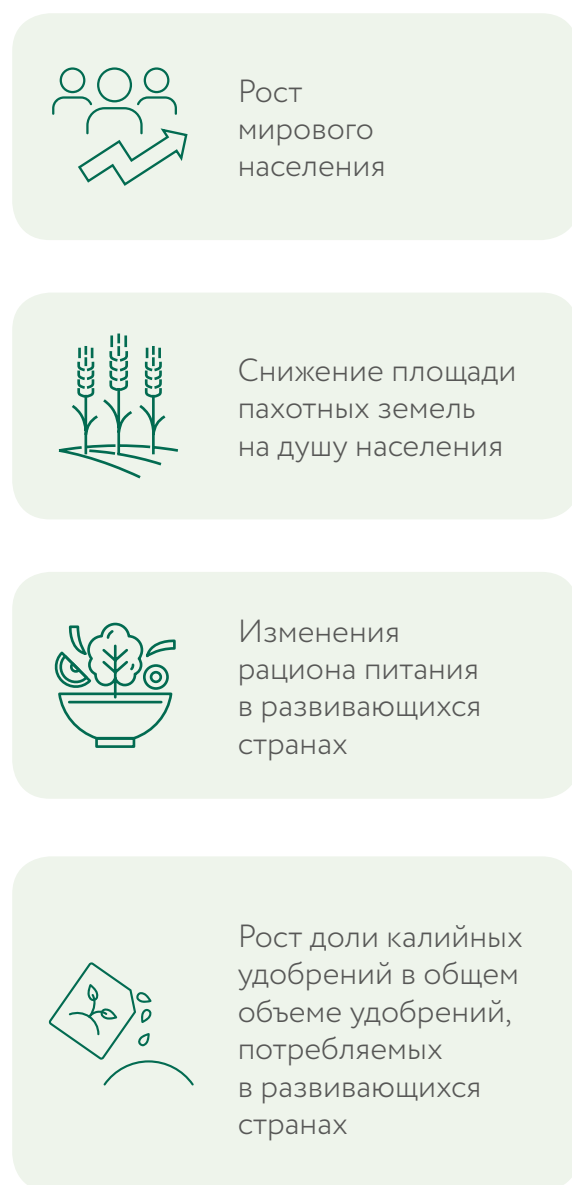 Рост
мирового
населения
Снижение площади
пахотных земель
на душу населения
Изменения
рациона питания
в развивающихся
странах
Рост доли калийных
удобрений в общем
объеме удобрений,
потребляемых
в развивающихся
странах